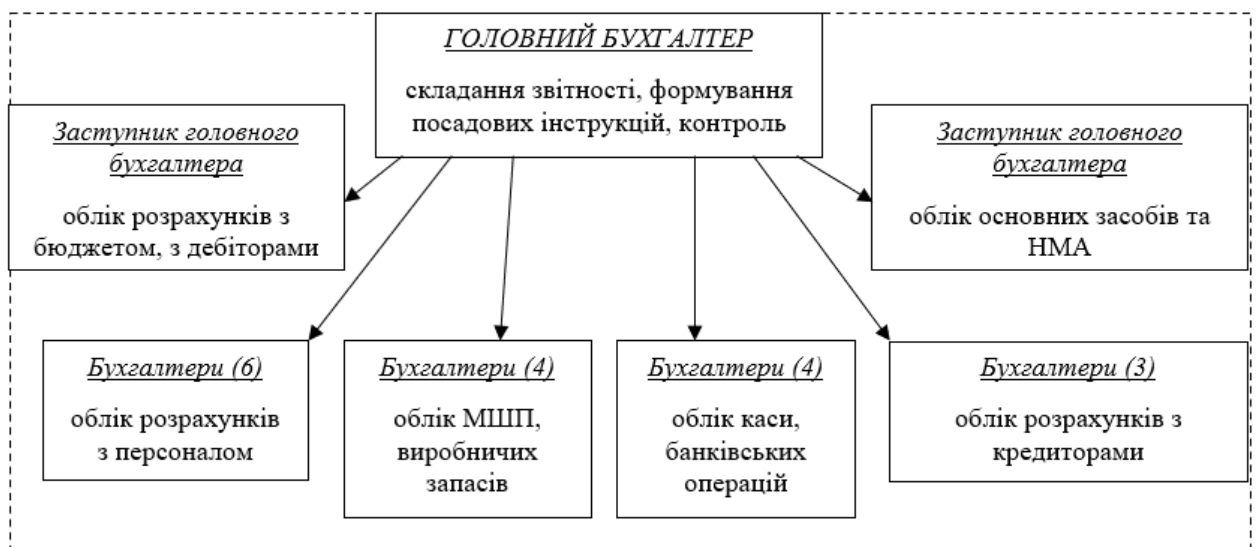 ГОЛОВНИЙ БУХГАЛТЕР
складання звітності, формування
посадових інструкцій, контроль
Заступник головного
бухгалтера
облік розрахунків з
бюджетом, з дебіторами
Заступник головного
бухгалтера
облік основних засобів та
НМА
Бухгалтери (6)
облік розрахунків
з персоналом
Бухгалтери (4)
облік МШП,
виробничих
запасів
Бухгалтери (4)
облік каси,
банківських
операцій
Бухгалтери (3)
облік розрахунків з
кредиторами